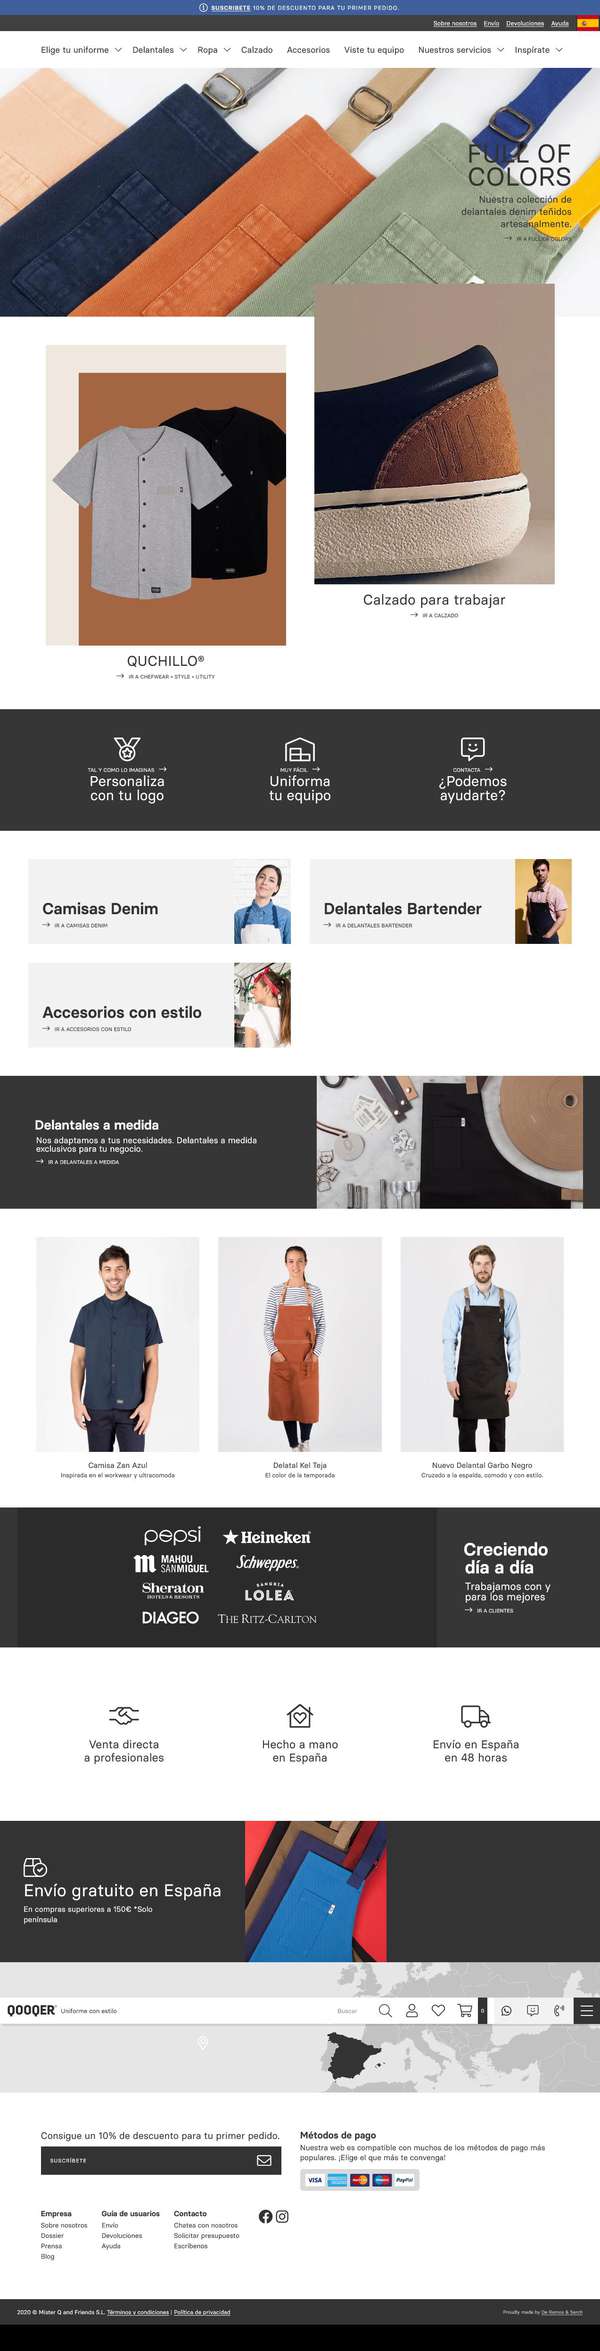 SUSCRIBETE 10% DE DESCUENTO PARA TU PRIMER PEDIDO.
Sobre nosotros Envío Devoluciones Ayuda
Elige tu uniforme Delantales Ropa Calzado Accesorios Viste tu equipo Nuestros servicios Inspírate
FULL OF
COLORS
Nuestra colección de
delantales denim teñidos
artesanalmente.
QUCHILLO®
IR A CHEFWEAR • STYLE • UTILITY
Calzado para trabajar
IR A CALZADO
TAL Y COMO LO IMAGINAS
Personaliza
con tu logo
MUY FÁCIL
Uniforma
tu equipo
CONTACTA
¿Podemos
ayudarte?
Camisas Denim
IR A CAMISAS DENIM
Delantales Bartender
IR A DELANTALES BARTENDER
Accesorios con estilo
IR A ACCESORIOS CON ESTILO
Delantales a medida
Nos adaptamos a tus necesidades. Delantales a medida
exclusivos para tu negocio.
IR A DELANTALES A MEDIDA
Camisa Zan Azul
Inspirada en el workwear y ultracomoda
Delatal Kel Teja
El color de la temporada
Nuevo Delantal Garbo Negro
Cruzado a la espalda, comodo y con estilo.
pepsi Heineken
MAHOU
SANMIGUEL
Schweppes
Sheraton
HOTELS & RESORTS
SANGRIA
LOLEA
DIAGEO THE RITZ-CARLTON
Creciendo
día a día
Trabajamos con y
para los mejores
IR A CLIENTES
Venta directa
a profesionales
Hecho a mano
en España
Envío en España
en 48 horas
Envío gratuito en España
En compras superiores a 150€ *Solo
península
QOOQER Uniforme con estilo Buscar 0
Consigue un 10% de descuento para tu primer pedido.
SUSCRÍBETE
Métodos de pago
Nuestra web es compatible con muchos de los métodos de pago más
populares. ¡Elige el que más te convenga!
VISA PayPal
Empresa
Sobre nosotros
Dossier
Prensa
Blog
Guia de usuarios
Envío
Devoluciones
Ayuda
Contacto
Chatea con nosotros
Solicitar presupuesto
Escríbenos
2020 © Mister Q and Friends S.L. Términos y condiciones | Política de privacidad
Proudly made by De Ramos & Serch